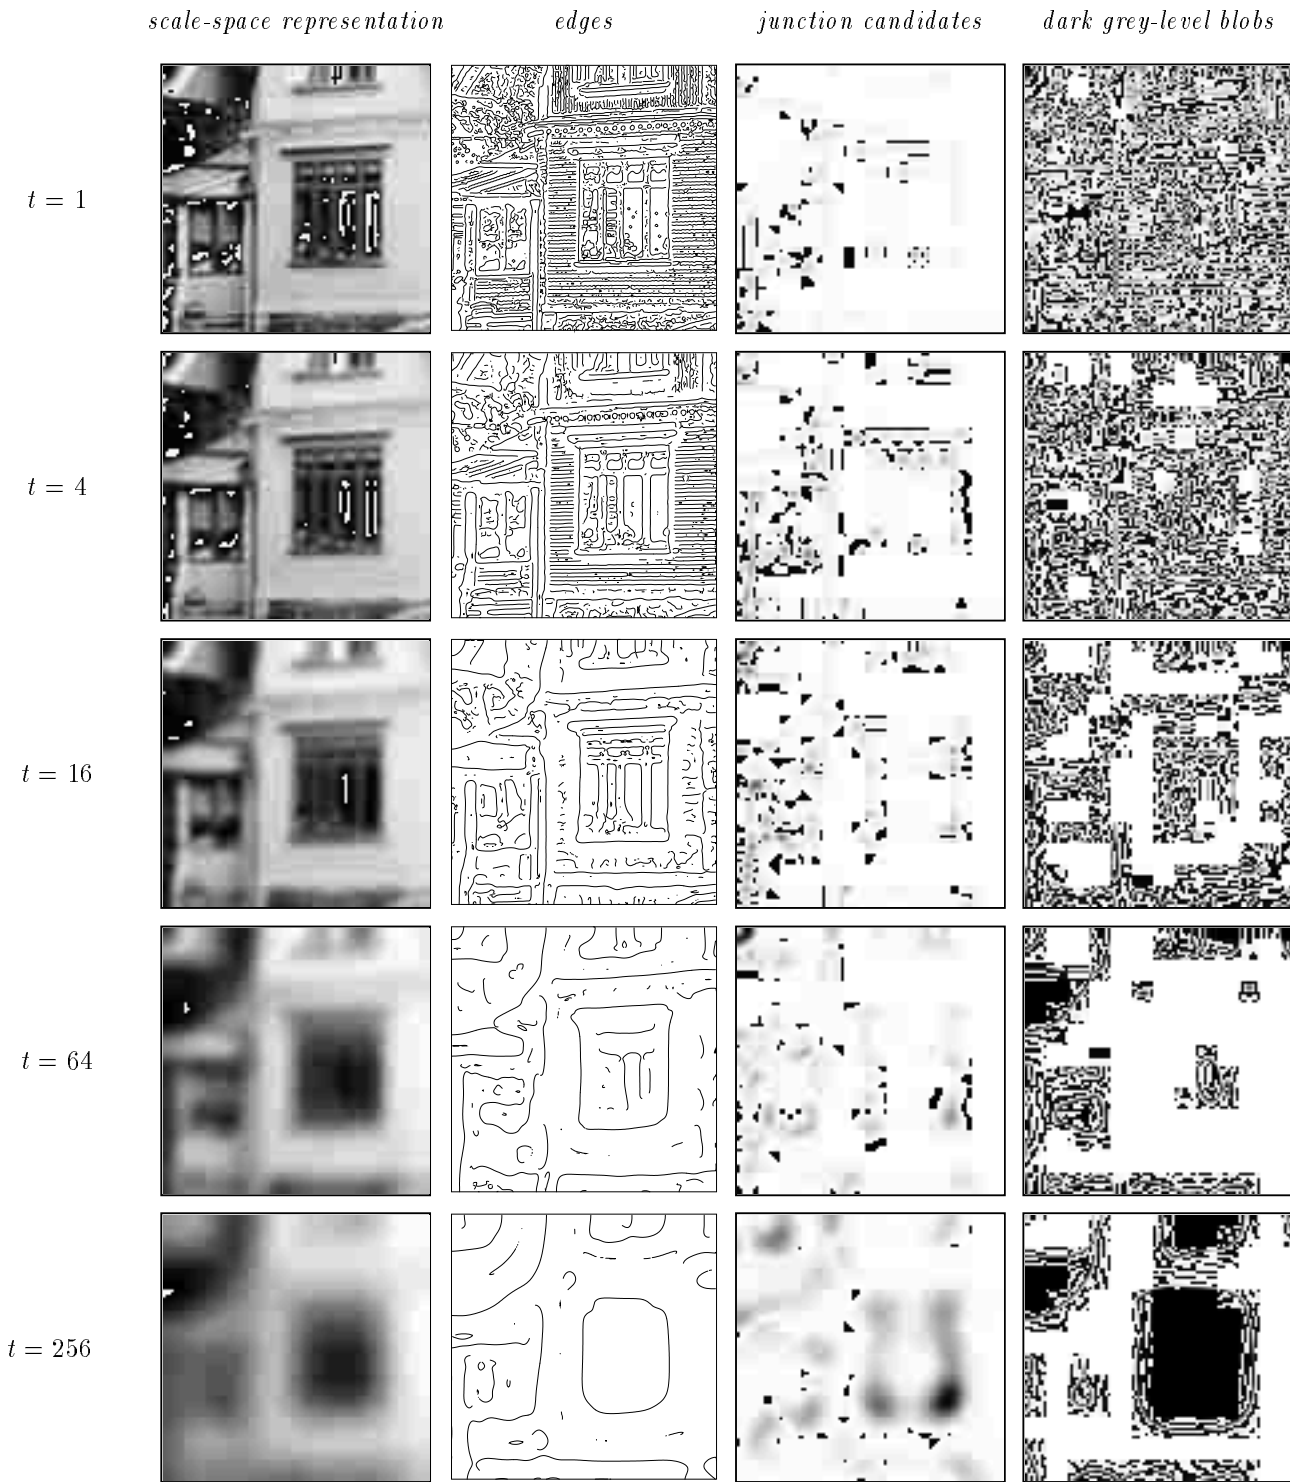 scale-space representation edges junction candidates dark grey-level blobs
t = 1
t = 4
t = 16
t = 64
t = 256